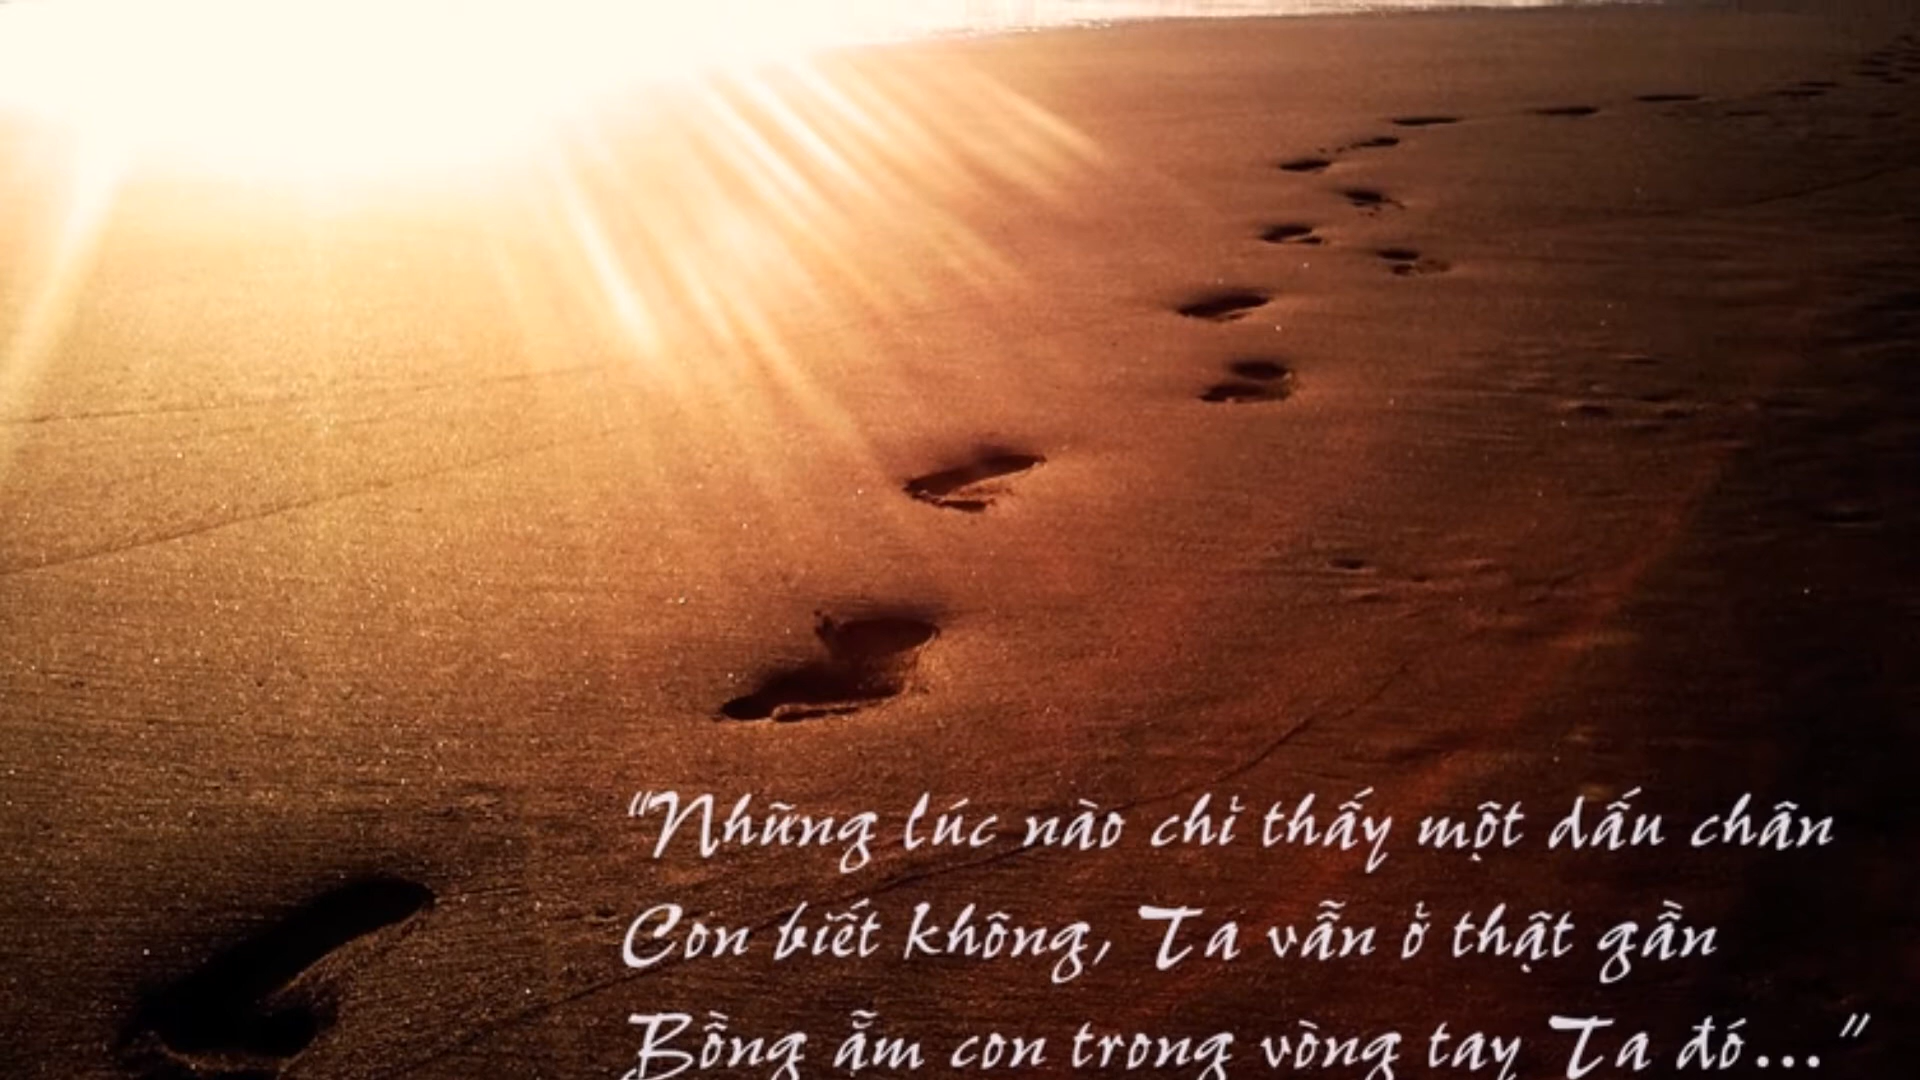 “Những lúc nào chỉ thấy một dấu chân
Con biết không, Ta vẫn ở thật gần
Bồng ẵm con trong vòng tay Ta đó...”